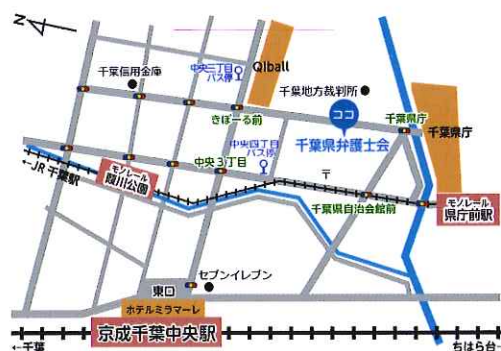 N
千葉信用金庫
中央三丁目
バス停
Qiball
千葉地方裁判所
ココ
千葉県弁護士会
千葉県庁
千葉県庁
きぼーる前
中央四丁目
バス停
中央3丁目
〒
←JR 千葉駅
モノレール
葭川公園
千葉県自治会館前
モノレール
県庁前駅
セブンイレブン
東口
ホテルミラマーレ
京成千葉中央駅
←千葉
ちはら台→